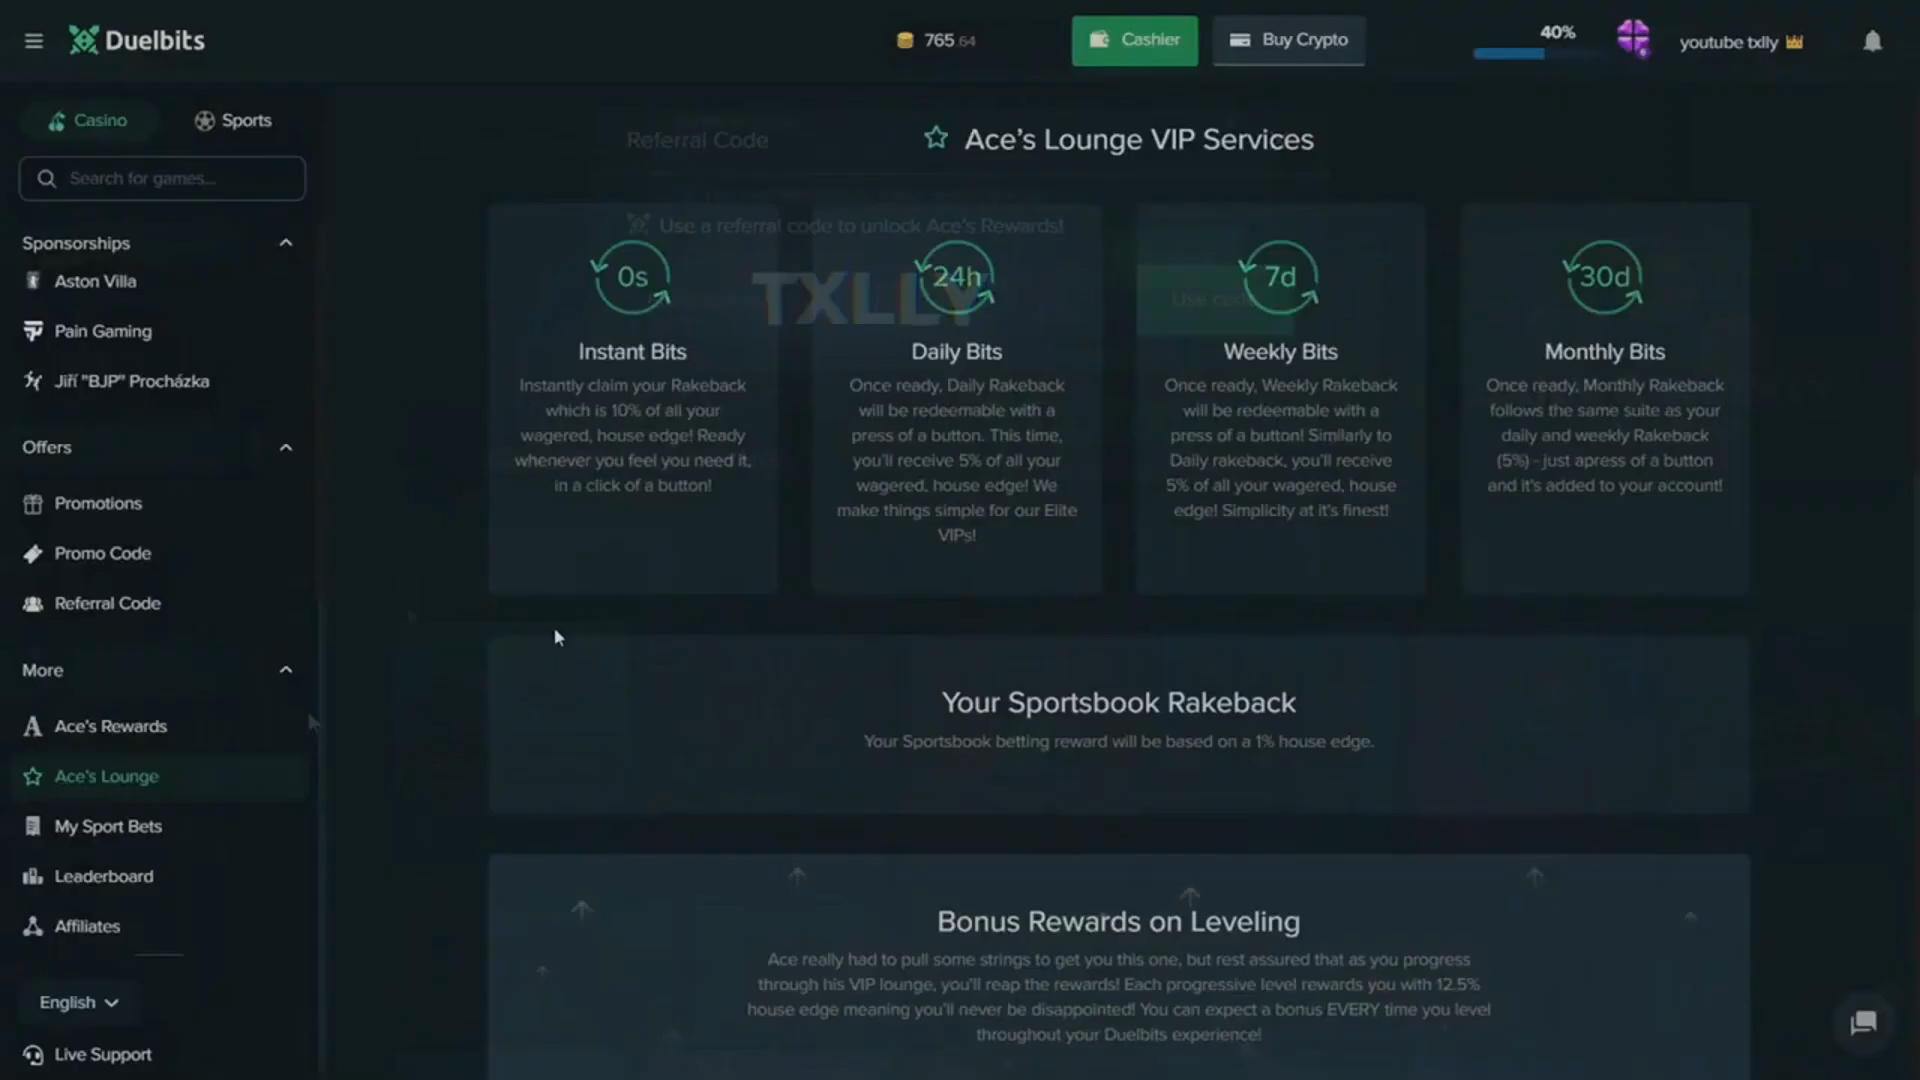 Duelbits
765.64
Cashier
Buy Crypto
40%
youtube txlly
Casino
Sports
Search for games...
Sponsorships
Aston Villa
Pain Gaming
Jiří "BJP" Procházka
Offers
Promotions
Promo Code
Referral Code
More
Ace's Rewards
Ace's Lounge
My Sport Bets
Leaderboard
Affiliates
English
Live Support
Referral Code
Ace's Lounge VIP Services
Use a referral code to unlock Ace's Rewards!
TXLLY
Use code
0s
Instant Bits
Instantly claim your Rakeback
which is 10% of all your
wagered, house edge! Ready
whenever you feel you need it,
in a click of a button!
24h
Daily Bits
Once ready, Daily Rakeback
will be redeemable with a
press of a button. This time,
you'll receive 5% of all your
wagered, house edge! We
make things simple for our Elite
VIPs!
7d
Weekly Bits
Once ready, Weekly Rakeback
will be redeemable with a
press of a button! Similarly to
Daily rakeback, you'll receive
5% of all your wagered, house
edge! Simplicity at it's finest!
30d
Monthly Bits
Once ready, Monthly Rakeback
follows the same suite as your
daily and weekly Rakeback
(5%) - just apress of a button
and it's added to your account!
Your Sportsbook Rakeback
Your Sportsbook betting reward will be based on a 1% house edge.
Bonus Rewards on Leveling
Ace really had to pull some strings to get you this one, but rest assured that as you progress
through his VIP lounge, you'll reap the rewards! Each progressive level rewards you with 12.5%
house edge meaning you'll never be disappointed! You can expect a bonus EVERY time you level
throughout your Duelbits experience!